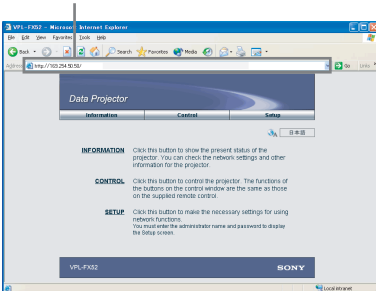 VPL-FX52 - Microsoft Internet Explorer
File Edit View Favorites Tools Help
Back Search Favorites Media
Address http://169.254.50.50/ Go Links
Data Projector
Information Control Setup
日本語
INFORMATION Click this button to show the present status of the
projector. You can check the network settings and other
information for the projector.
CONTROL Click this button to control the projector. The functions of
the buttons on the control window are the same as those
on the supplied remote control.
SETUP Click this button to make the necessary settings for using
network functions.
You must enter the administrator name and password to display
the Setup screen.
VPL-FX52 SONY
Local intranet